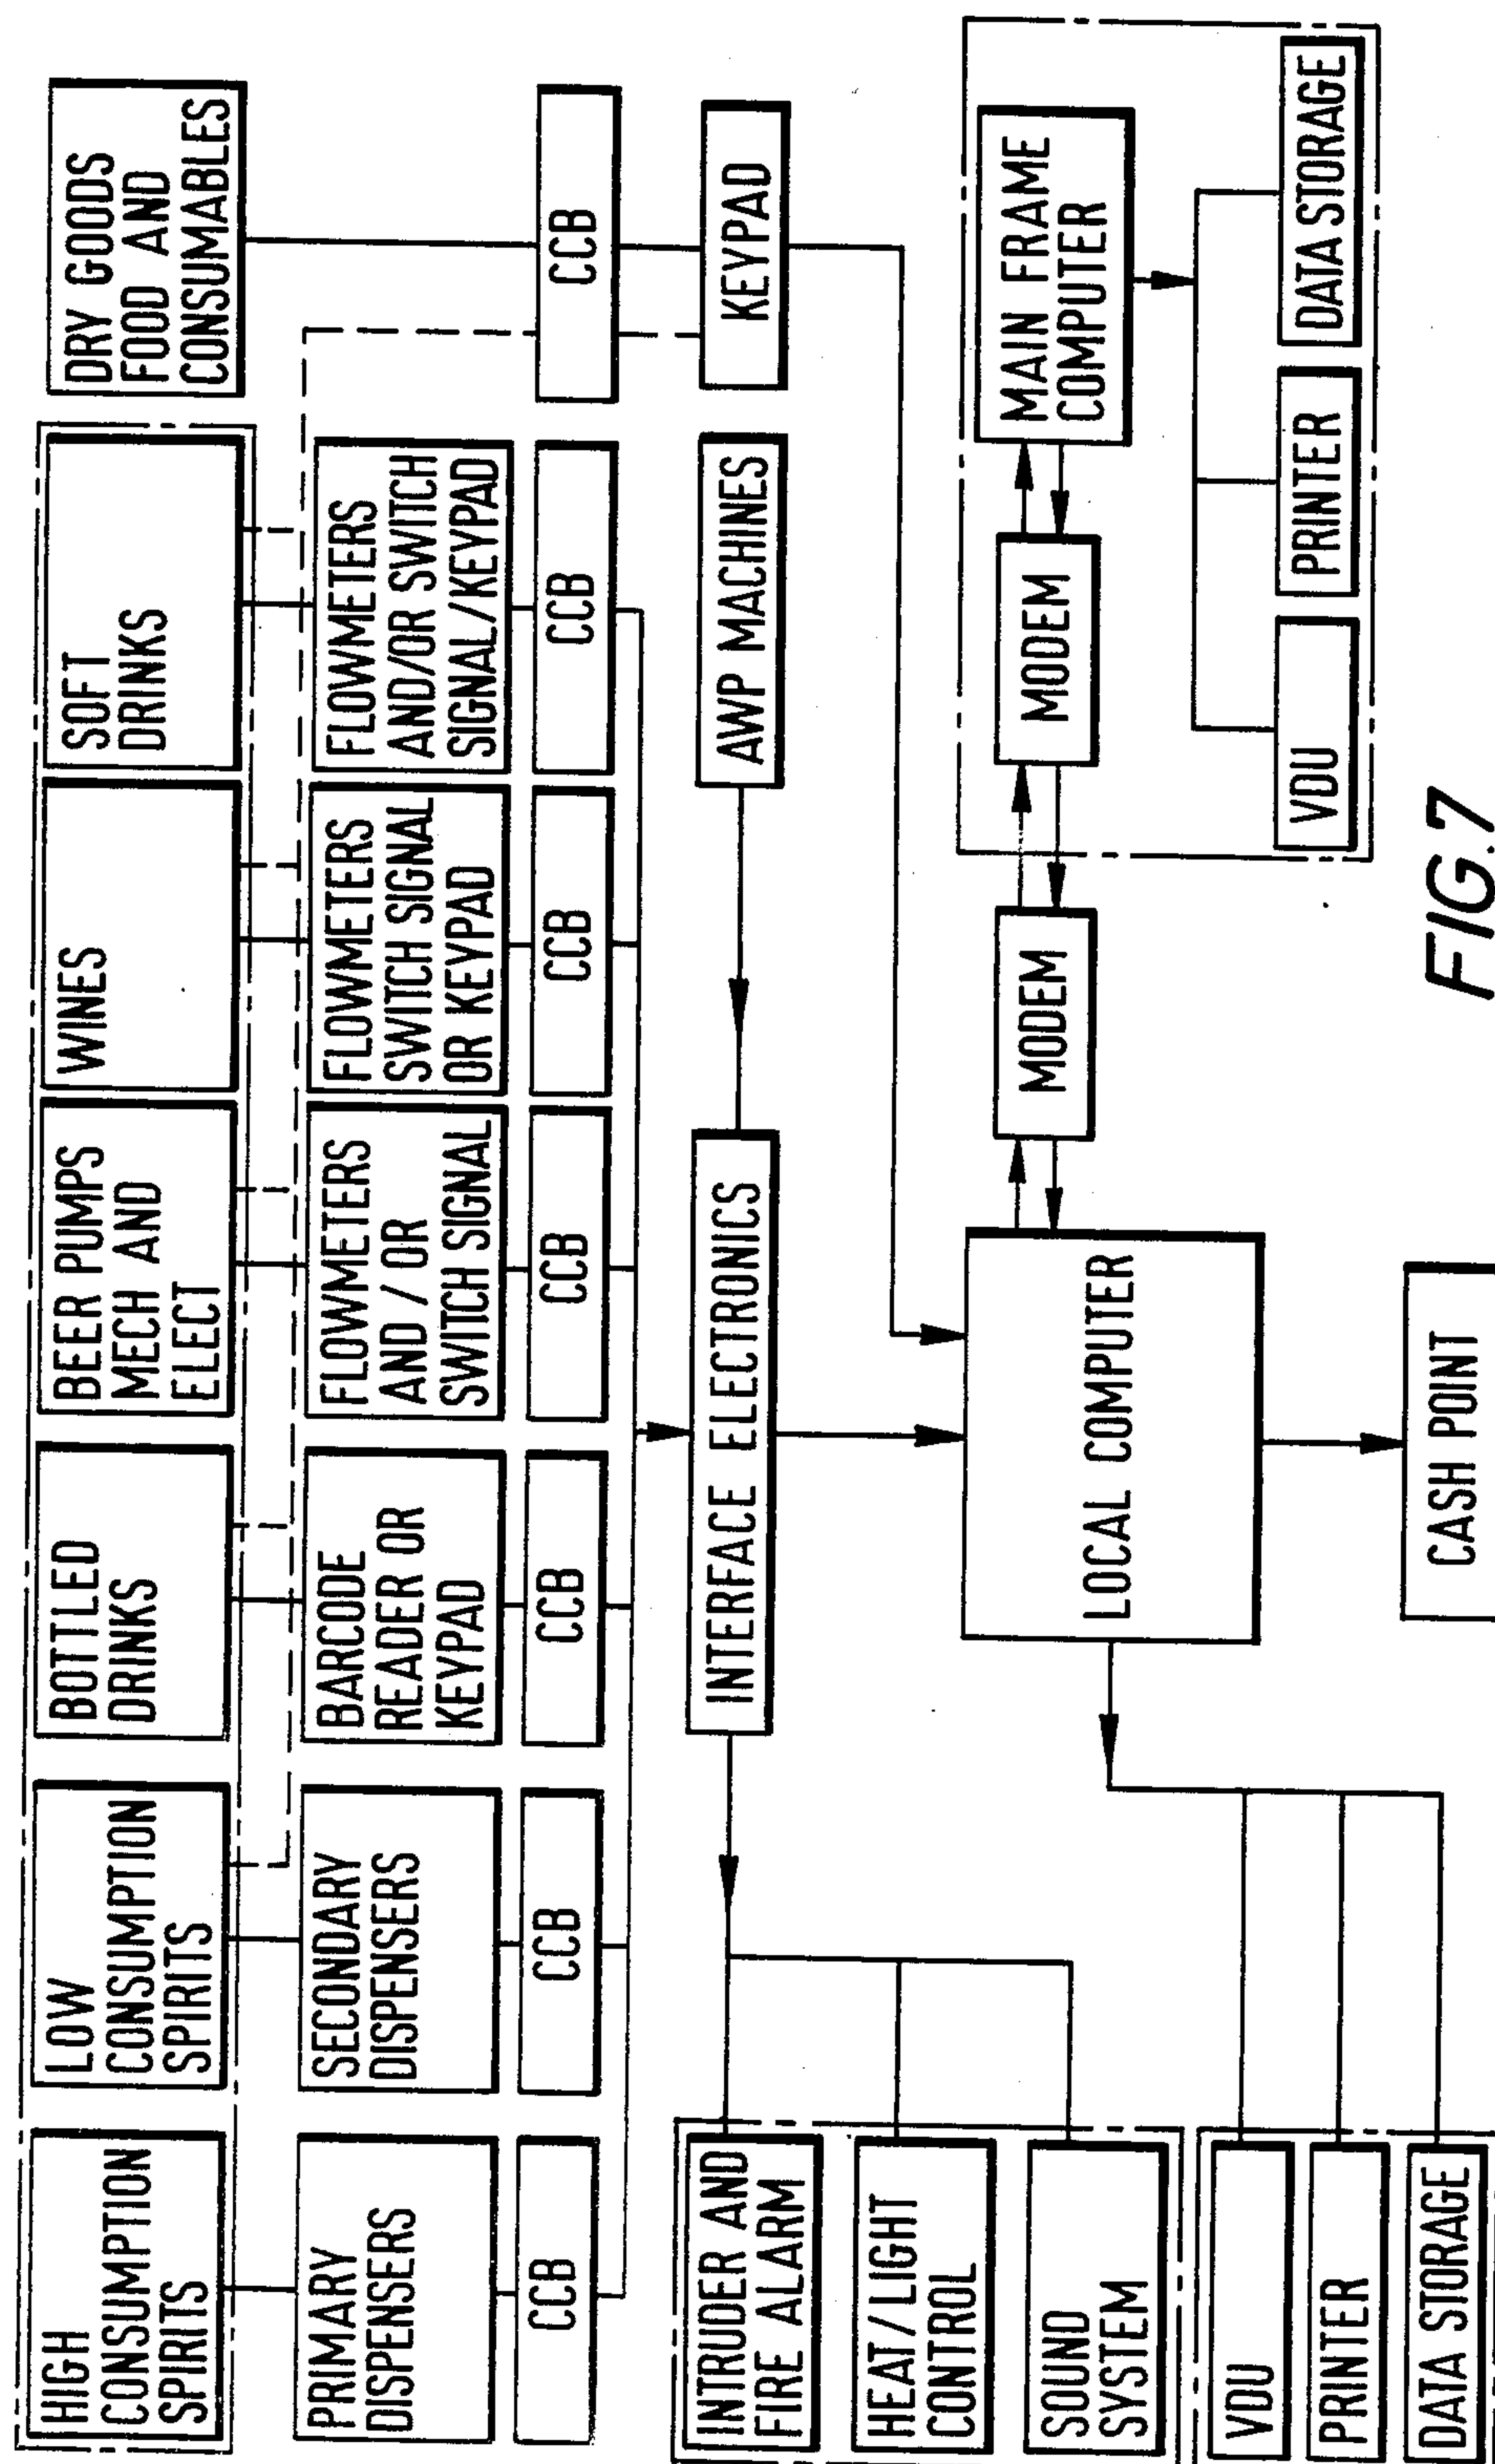 HIGH
CONSUMPTION
SPIRITS
LOW
CONSUMPTION
SPIRITS
BOTTLED
DRINKS
BEER PUMPS
MECH AND
ELECT
WINES
SOFT
DRINKS
DRY GOODS
FOOD AND
CONSUMABLES
PRIMARY
DISPENSERS
SECONDARY
DISPENSERS
BARCODE
READER OR
KEYPAD
FLOWMETERS
AND / OR
SWITCH SIGNAL
FLOWMETERS
SWITCH SIGNAL
OR KEYPAD
FLOWMETERS
AND/OR SWITCH
SIGNAL/KEYPAD
CCB
CCB
CCB
CCB
CCB
CCB
CCB
INTRUDER AND
FIRE ALARM
INTERFACE ELECTRONICS
AWP MACHINES
KEYPAD
HEAT/LIGHT
CONTROL
SOUND
SYSTEM
LOCAL COMPUTER
MODEM
MODEM
MAIN FRAME
COMPUTER
VDU
PRINTER
DATA STORAGE
CASH POINT
VDU
PRINTER
DATA STORAGE
FIG.7